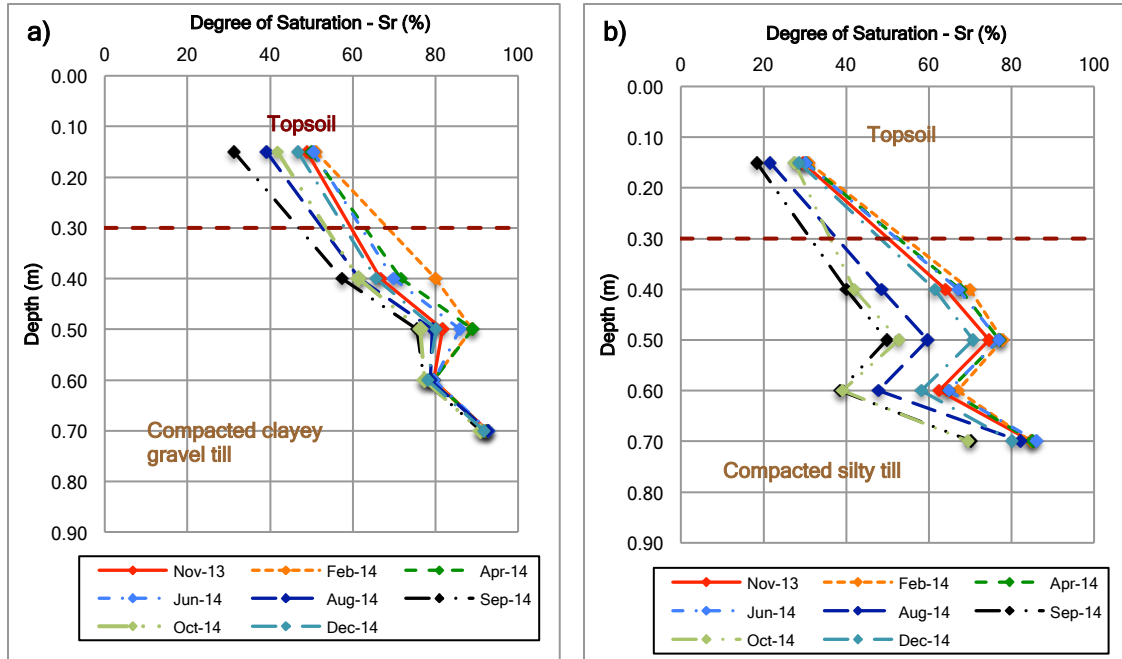 a)
Degree of Saturation - Sr (%)
0 20 40 60 80 100
Depth (m)
0.00
0.10
0.20
0.30
0.40
0.50
0.60
0.70
0.80
0.90
Topsoil
Compacted clayey
gravel till
Nov-13 Feb-14 Apr-14
Jun-14 Aug-14 Sep-14
Oct-14 Dec-14
b)
Degree of Saturation - Sr (%)
0 20 40 60 80 100
Depth (m)
0.00
0.10
0.20
0.30
0.40
0.50
0.60
0.70
0.80
0.90
Topsoil
Compacted silty till
Nov-13 Feb-14 Apr-14
Jun-14 Aug-14 Sep-14
Oct-14 Dec-14